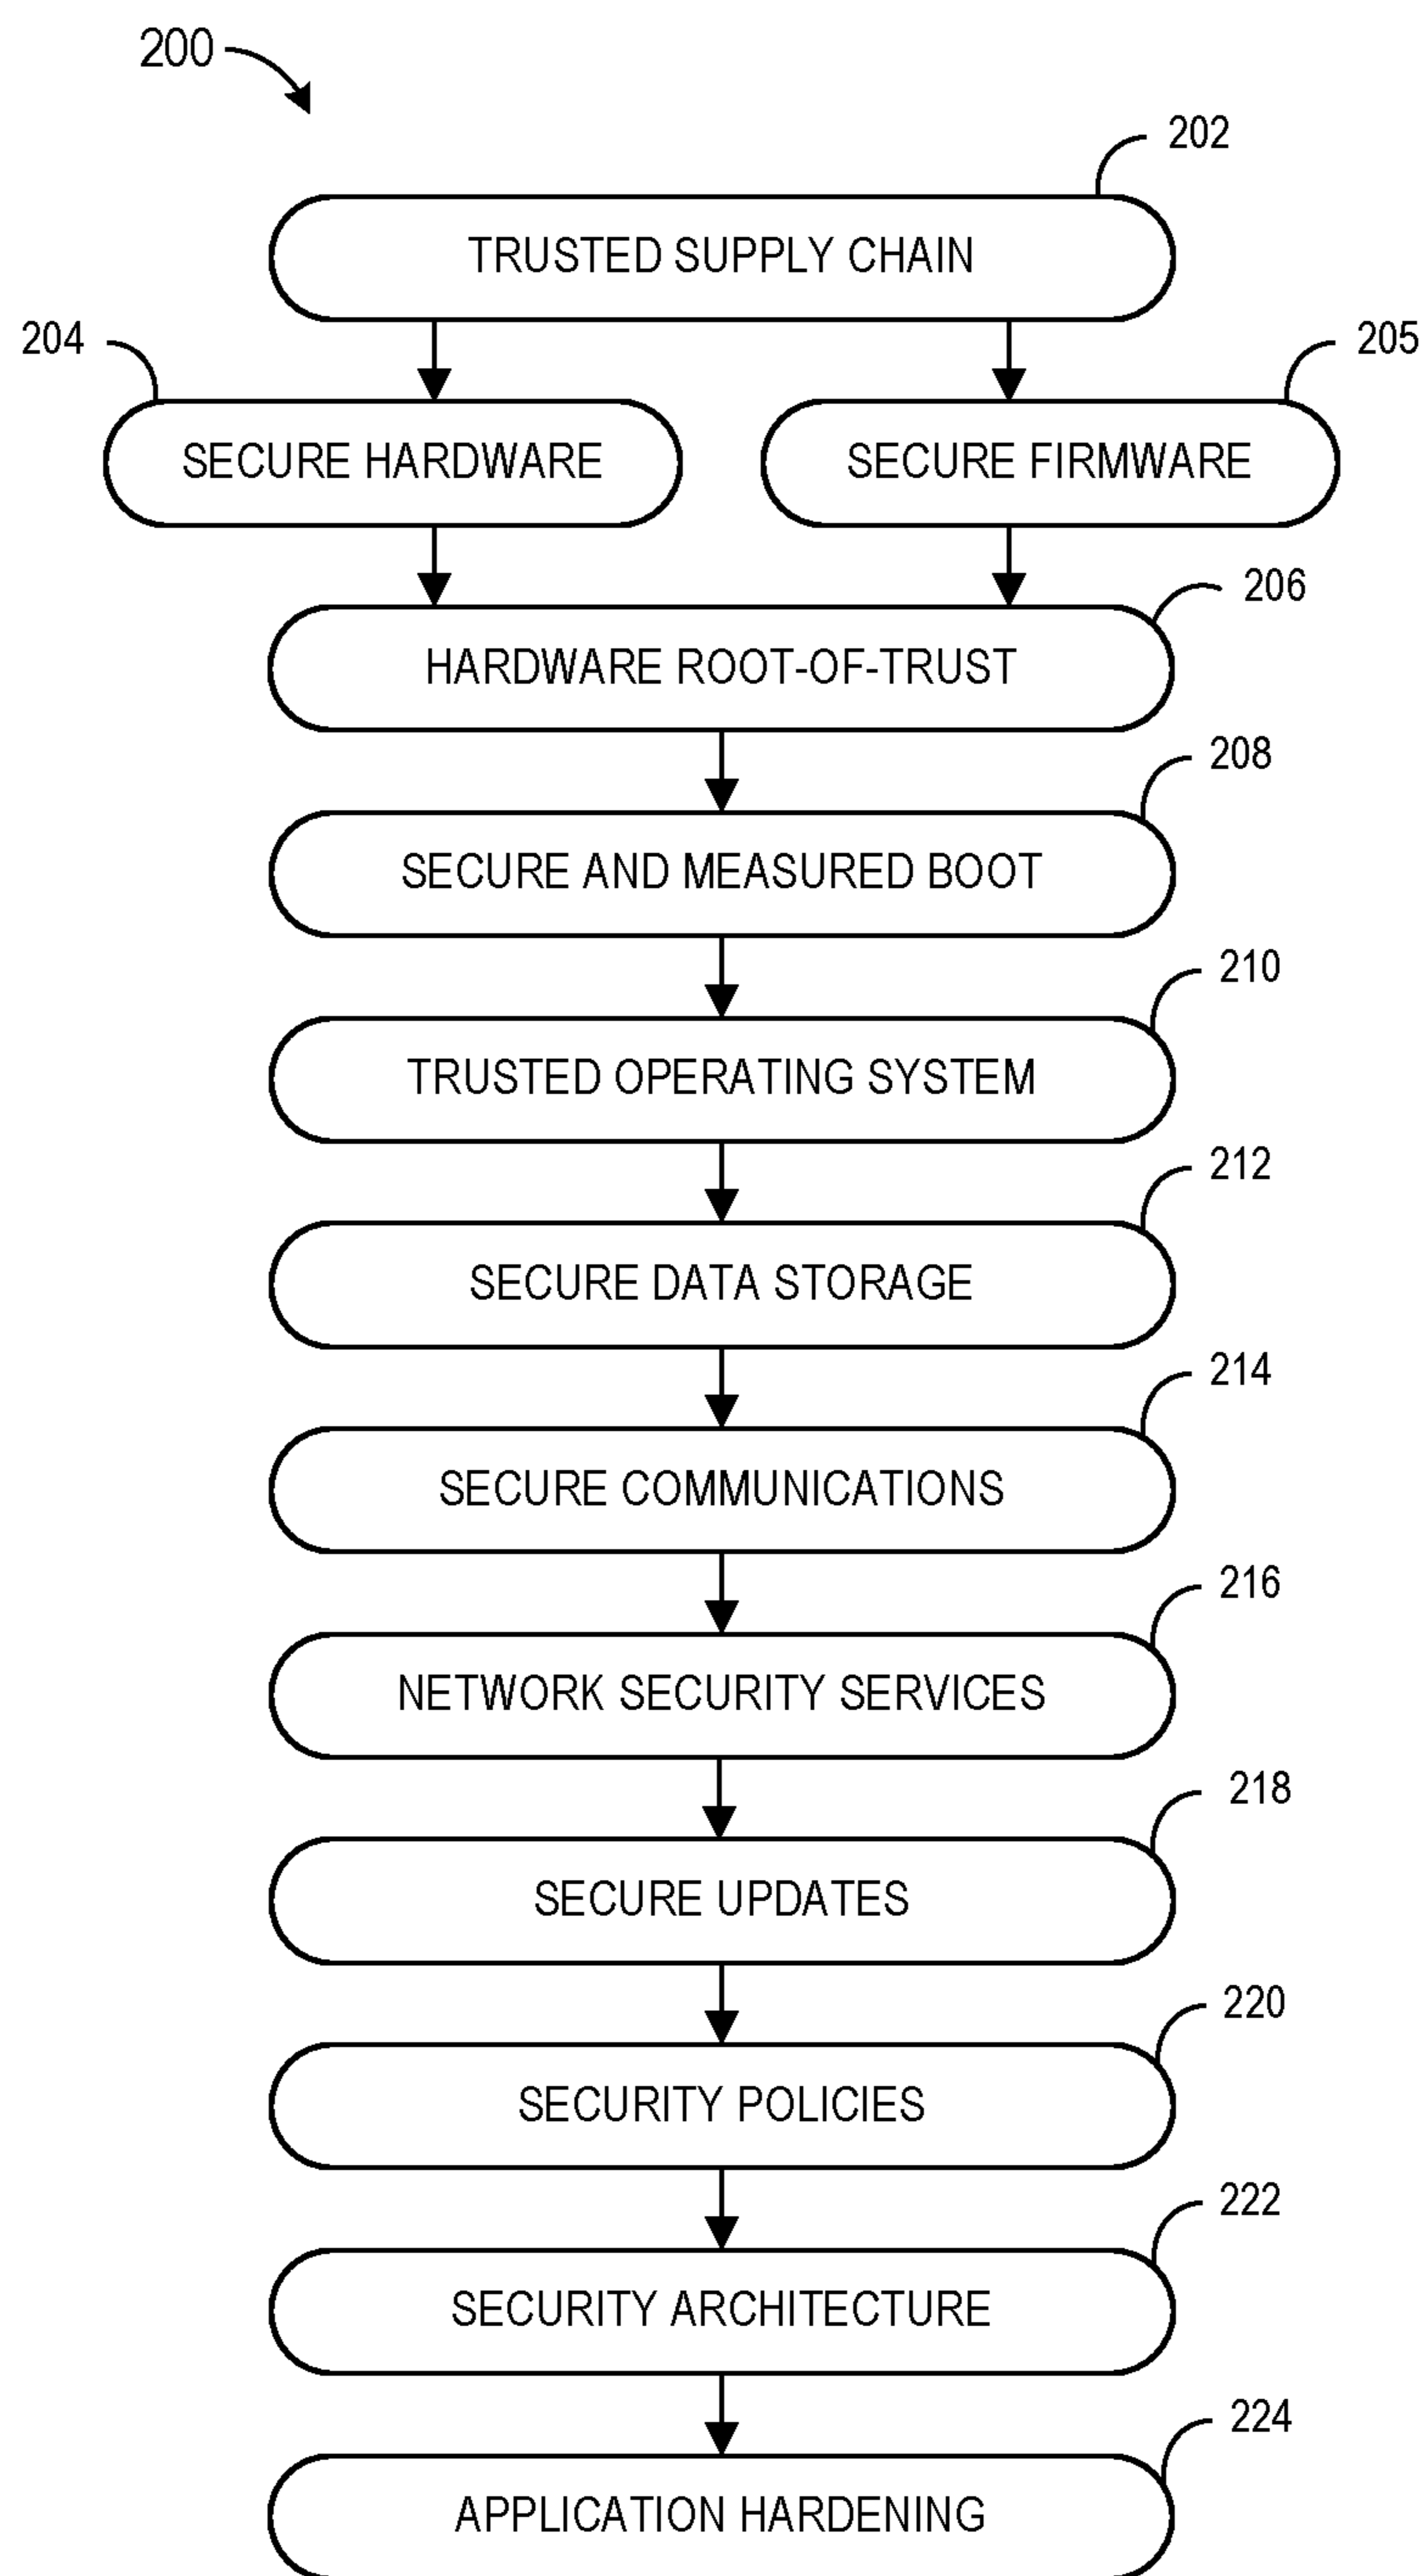 200
202
TRUSTED SUPPLY CHAIN
204
205
SECURE HARDWARE
SECURE FIRMWARE
206
HARDWARE ROOT-OF-TRUST
208
SECURE AND MEASURED BOOT
210
TRUSTED OPERATING SYSTEM
212
SECURE DATA STORAGE
214
SECURE COMMUNICATIONS
216
NETWORK SECURITY SERVICES
218
SECURE UPDATES
220
SECURITY POLICIES
222
SECURITY ARCHITECTURE
224
APPLICATION HARDENING